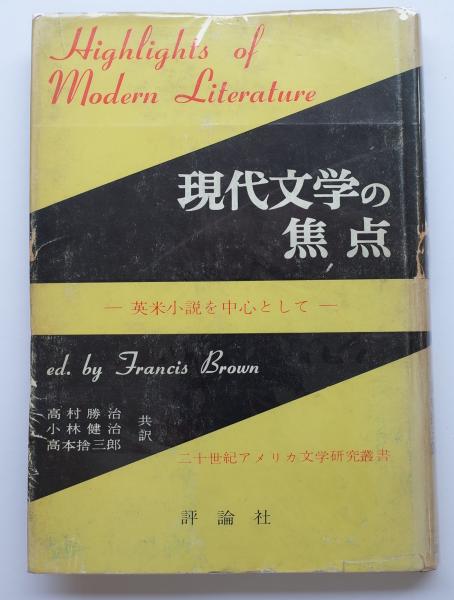 Highlights of
Modern Literature
現代文学の
焦点
— 英米小説を中心として —
ed. by Francis Brown
高村勝治
小林健治
高本捨三郎
共訳
二十世紀アメリカ文学研究叢書
評論社